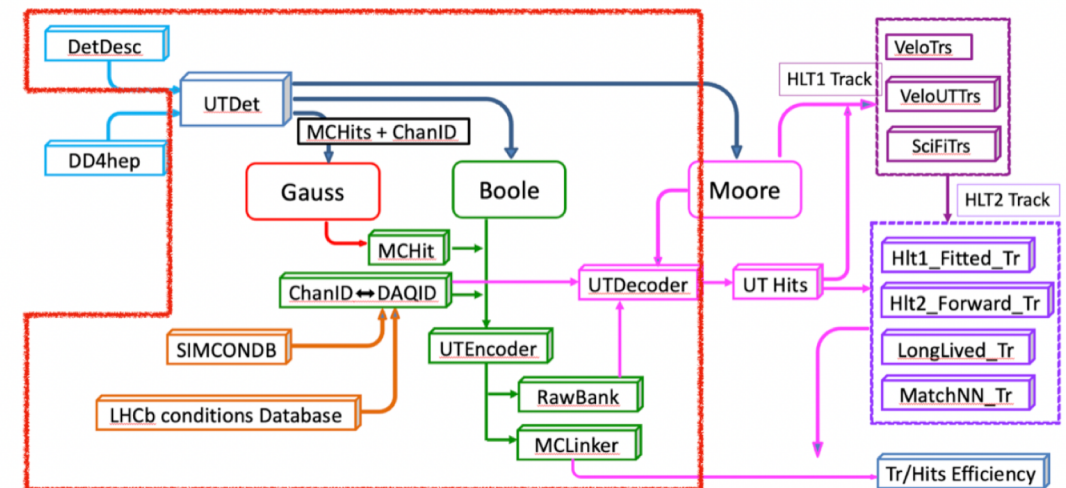 DetDesc
VeloTrs
HLT1 Track
UTDet
VeloUTTrs
MCHits + ChanID
SciFiTrs
DD4hep
Gauss
Boole
Moore
HLT2 Track
MCHit
Hlt1_Fitted_Tr
ChanID↔DAQID
UTDecoder
UT Hits
Hlt2_Forward_Tr
SIMCONDB
UTEncoder
LongLived_Tr
RawBank
MatchNN_Tr
LHCb conditions Database
MCLinker
Tr/Hits Efficiency